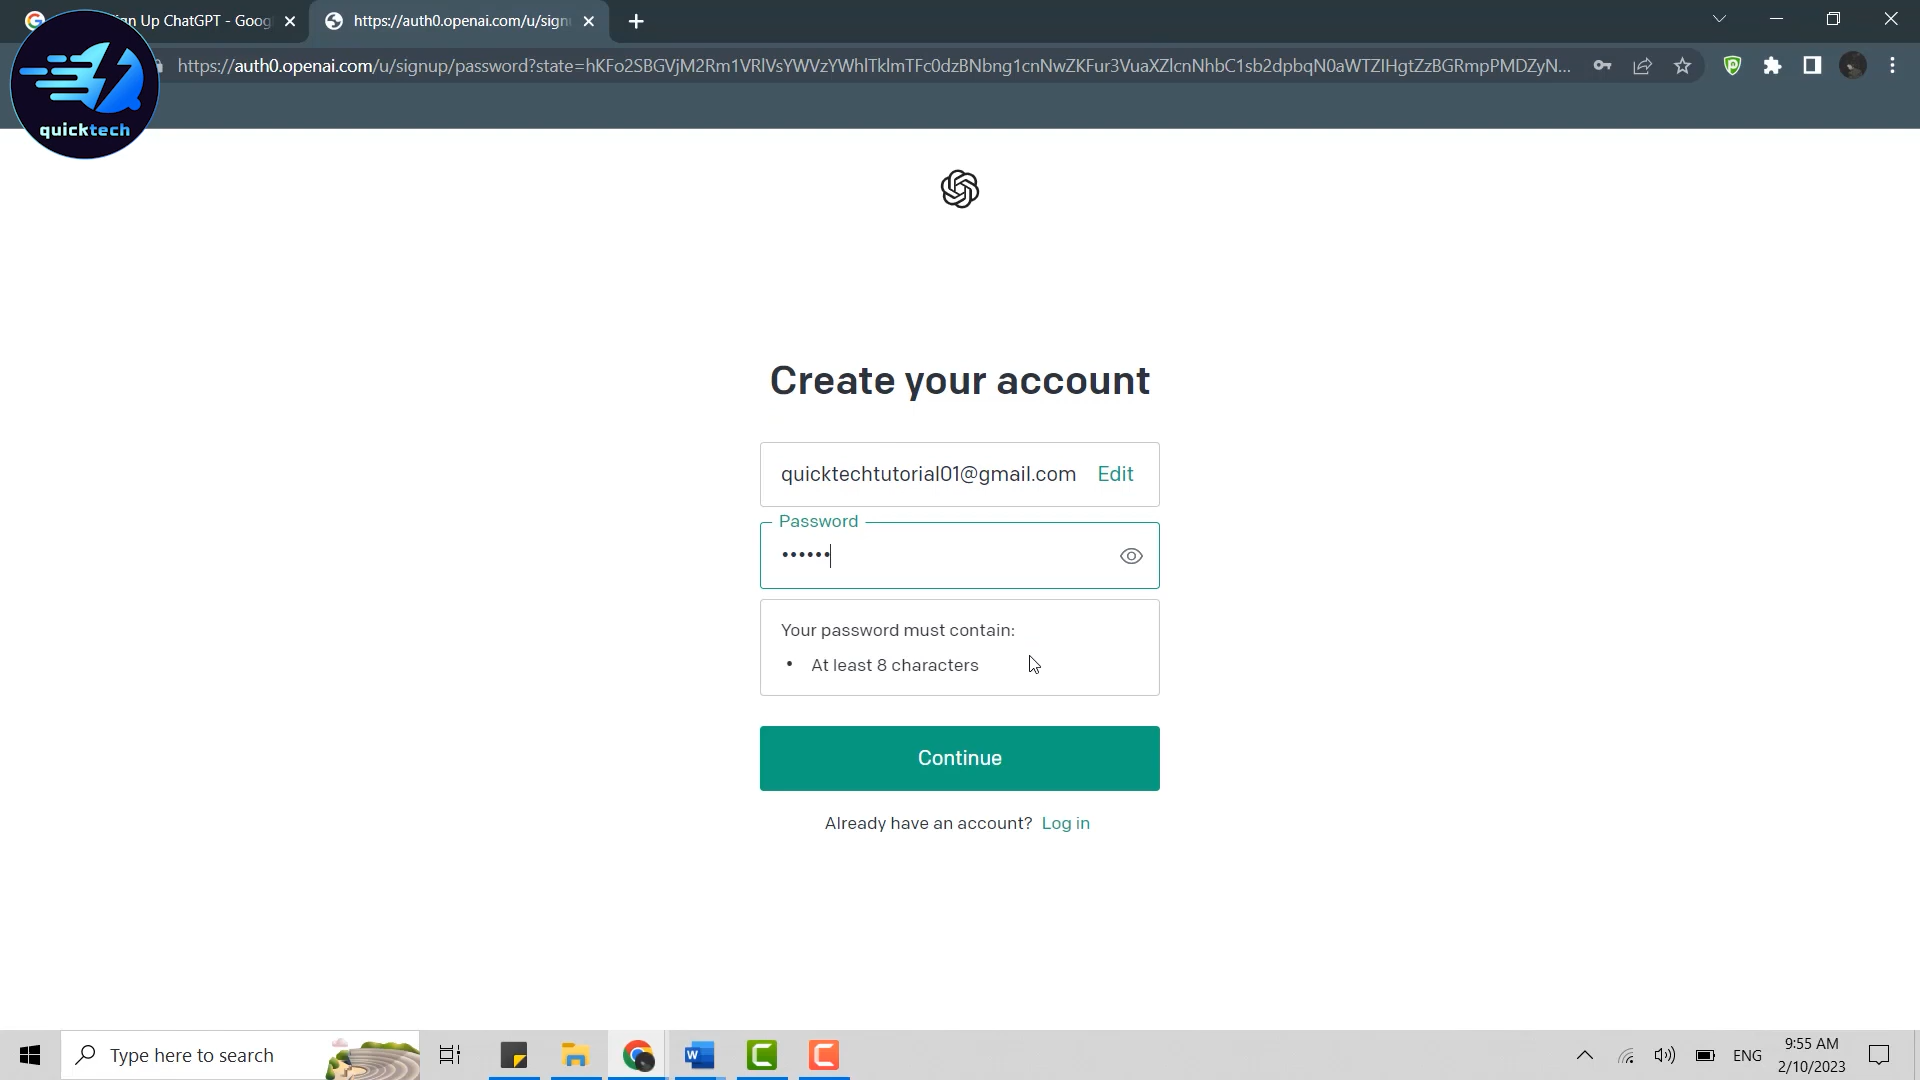 ign Up ChatGPT - Goog
https://auth0.openai.com/u/sign
https://auth0.openai.com/u/signup/password?state=hKFo2SBGVjM2Rm1VRlVsYWVzYWhlTklmTFc0dzBNbng1cnNwZKFur3VuaXZlcnNhbC1sb2dpbqN0aWTZIHgtZzBGRmpPMDZyN...
quicktech
Create your account
quicktechtutorial01@gmail.com Edit
Password
••••••
Your password must contain:
• At least 8 characters
Continue
Already have an account? Log in
Type here to search
ENG
9:55 AM
2/10/2023